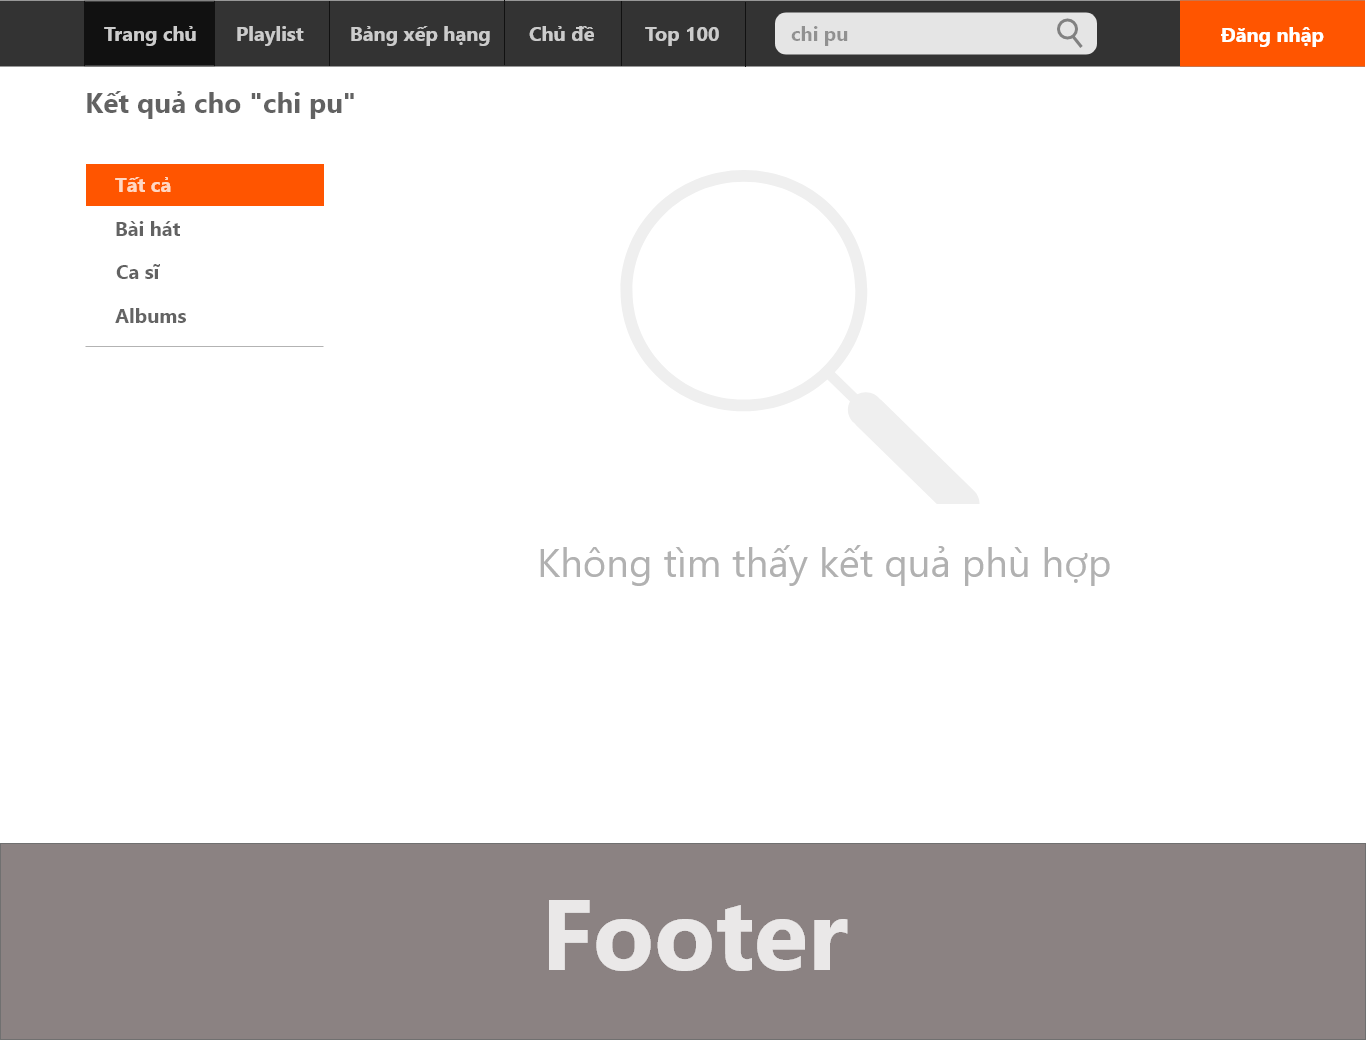 Trang chủ Playlist Bảng xếp hạng Chủ đề Top 100 chi pu Đăng nhập
Kết quả cho "chi pu"
Tất cả
Bài hát
Ca sĩ
Albums
Không tìm thấy kết quả phù hợp
Footer